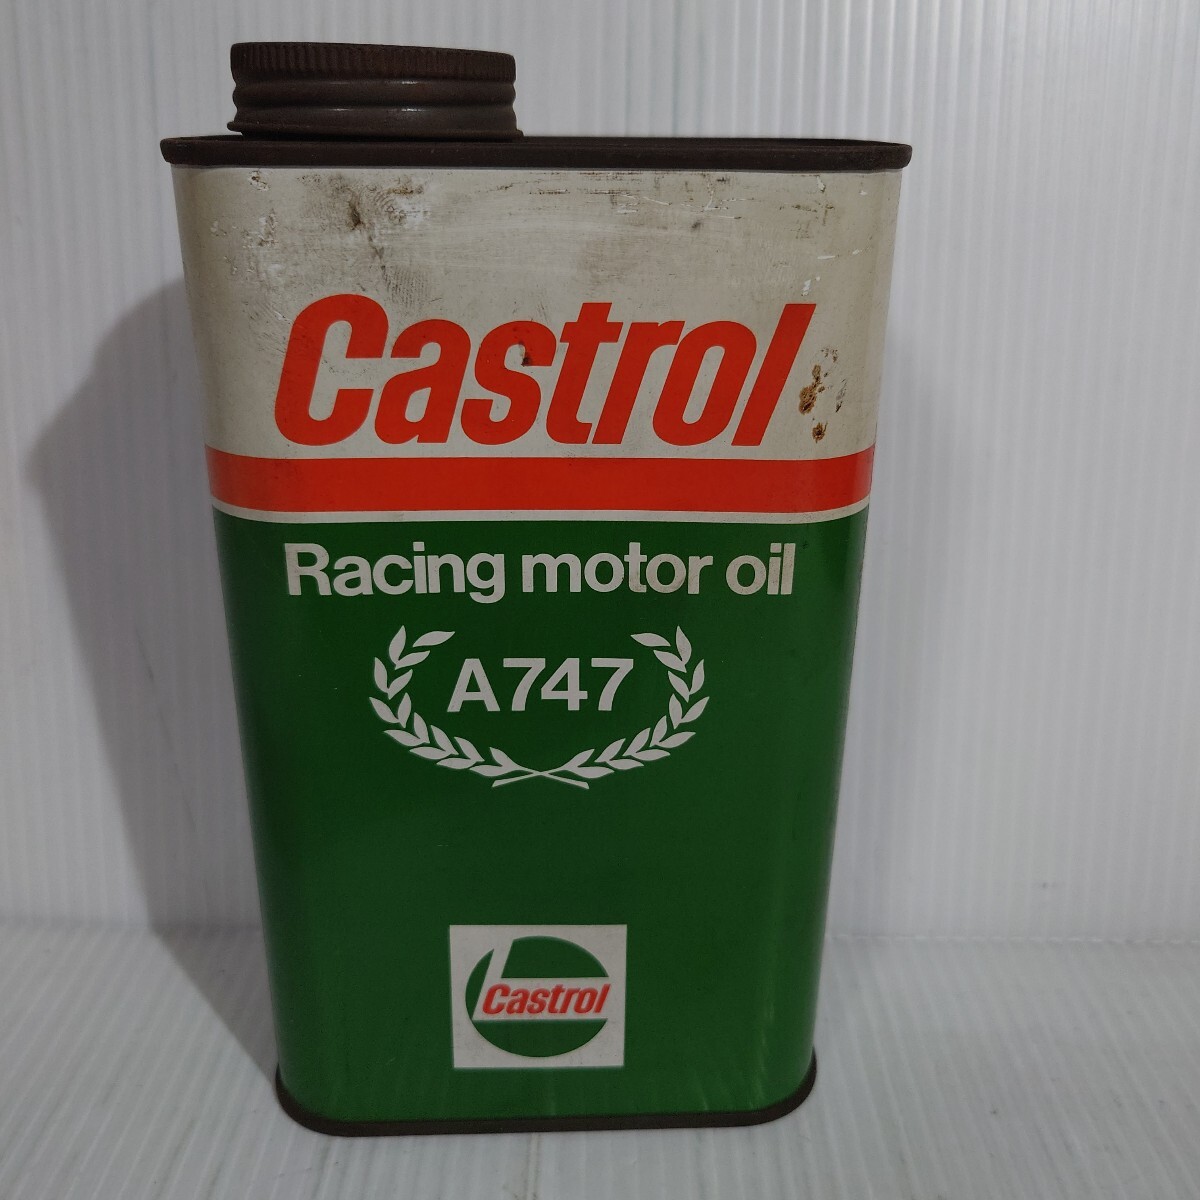 Castrol
Racing motor oil
A747
Castrol